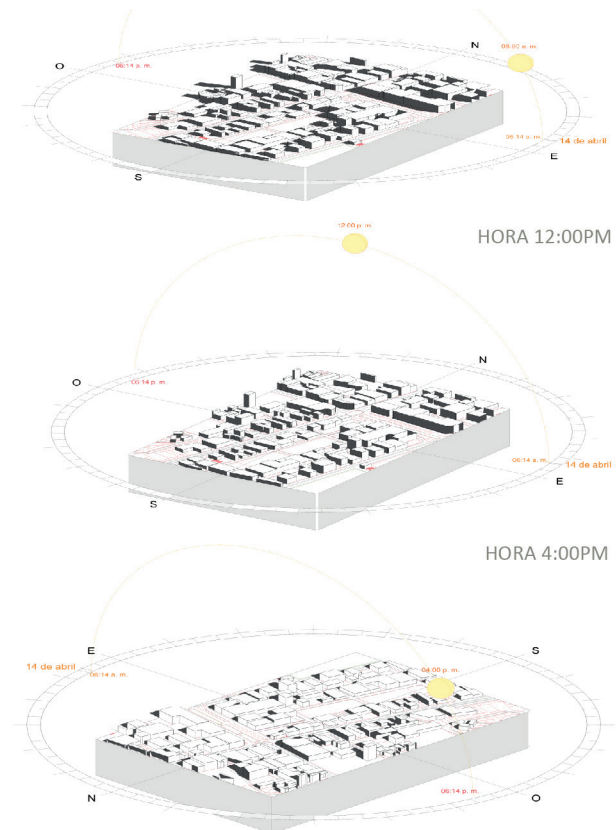 N
08:00 a. m.
O
06:14 p. m.
06:14 a. m.
14 de abril
E
S
12:00 p. m.
HORA 12:00PM
N
O
06:14 p. m.
06:14 a. m.
14 de abril
E
S
HORA 4:00PM
E
S
14 de abril
06:14 a. m.
04:00 p. m.
06:14 p. m.
N
O